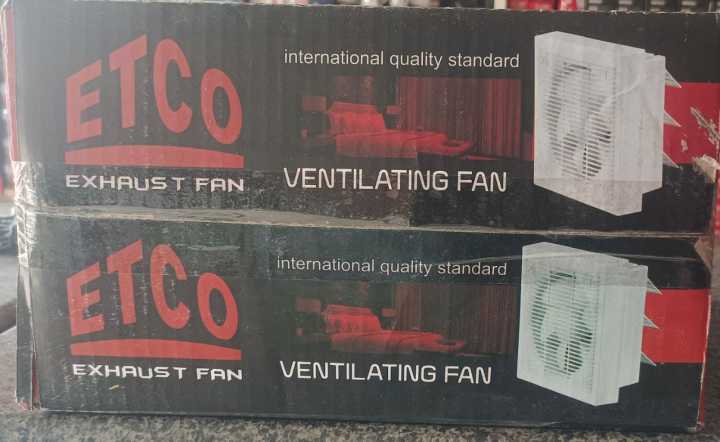 ETCO
EXHAUST FAN
international quality standard
VENTILATING FAN
ETCO
EXHAUST FAN
international quality standard
VENTILATING FAN